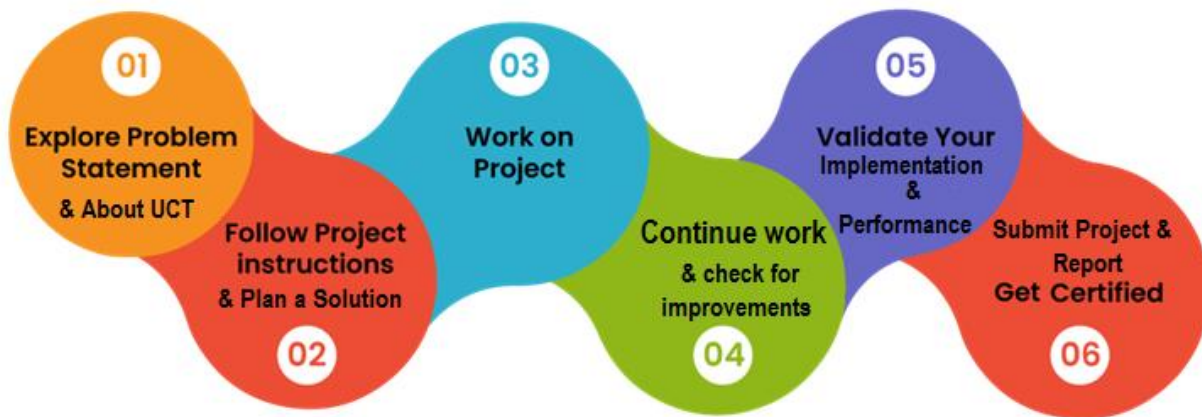 01
Explore Problem
Statement
& About UCT
Follow Project
instructions
& Plan a Solution
02
03
Work on
Project
Continue work
& check for
improvements
04
05
Validate Your
Implementation
&
Performance
Submit Project &
Report
Get Certified
06